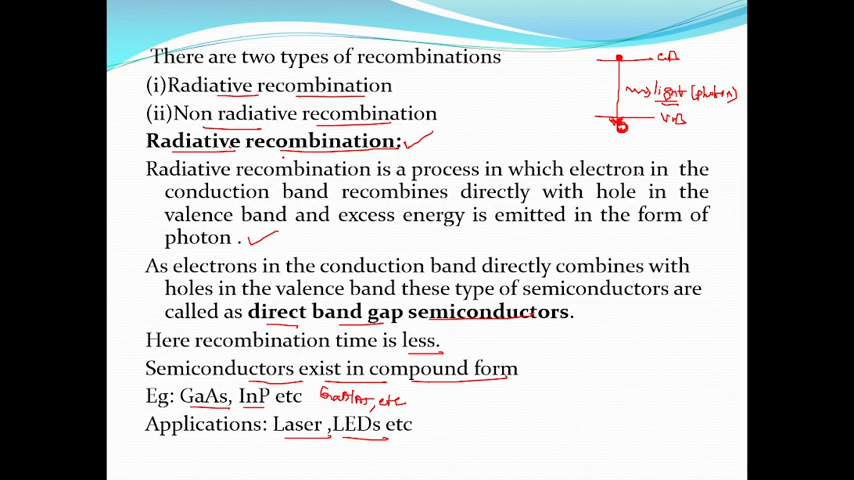 There are two types of recombinations
(i)Radiative recombination
(ii)Non radiative recombination
Radiative recombination:
Radiative recombination is a process in which electron in the
conduction band recombines directly with hole in the
valence band and excess energy is emitted in the form of
photon .
As electrons in the conduction band directly combines with
holes in the valence band these type of semiconductors are
called as direct band gap semiconductors.
Here recombination time is less.
Semiconductors exist in compound form
Eg: GaAs, InP etc
, etc
Applications: Laser ,LEDs etc
C.B
light [photon]
V.B